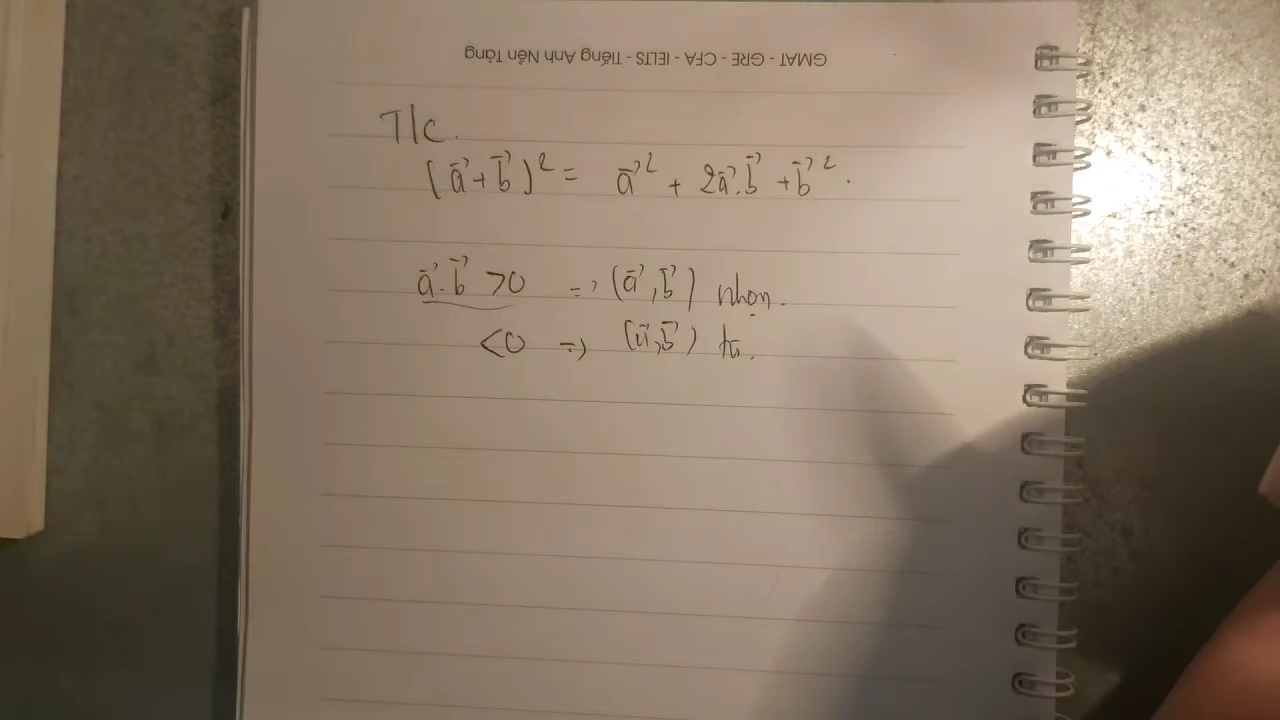 GMAT - GRE - CFA - IELTS - Tiếng Anh Nền Tảng
T/c.
(a⃗ + b⃗)² = a⃗² + 2a⃗.b⃗ + b⃗².
a⃗.b⃗ >0 => (a⃗, b⃗) nhọn.
<0 => (a⃗, b⃗) tù.